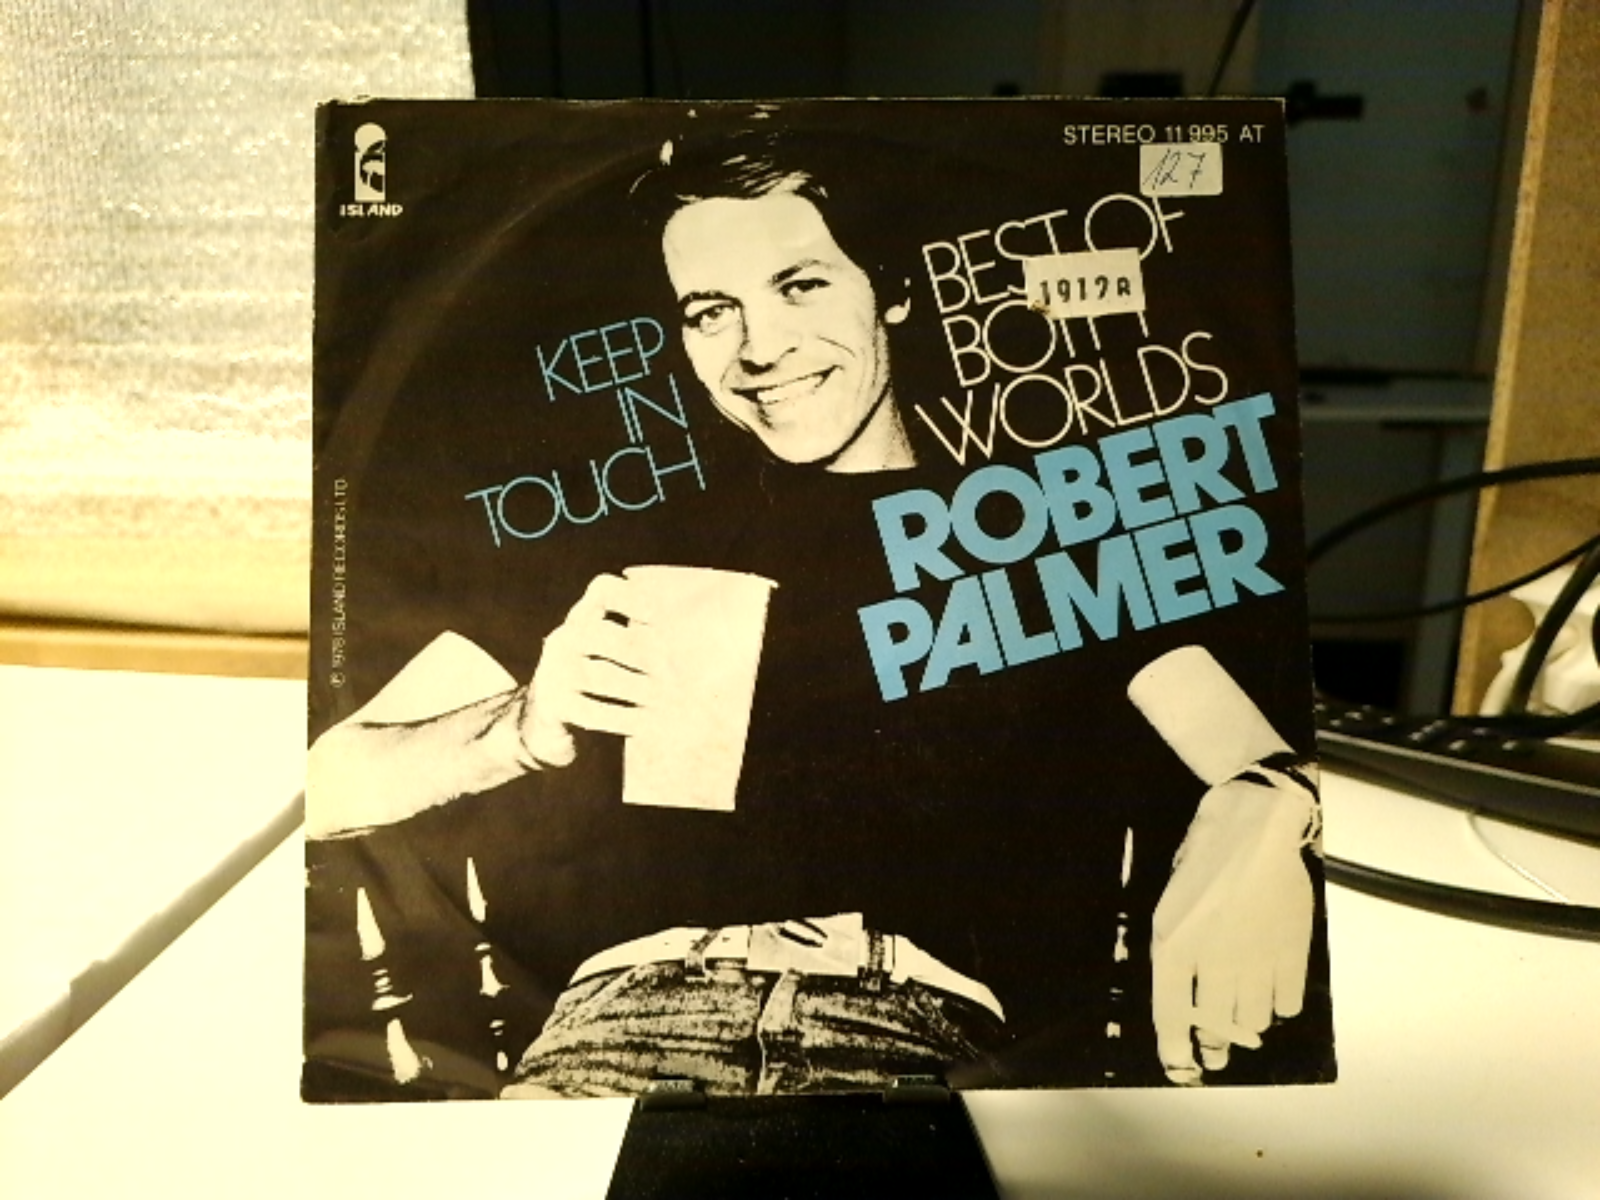 ISLAND
STEREO 11 995 AT
127
BEST OF
1912R
BOTH
WORLDS
KEEP
IN
TOUCH
ROBERT
PALMER
℗ 1978 ISLAND RECORDS LTD.